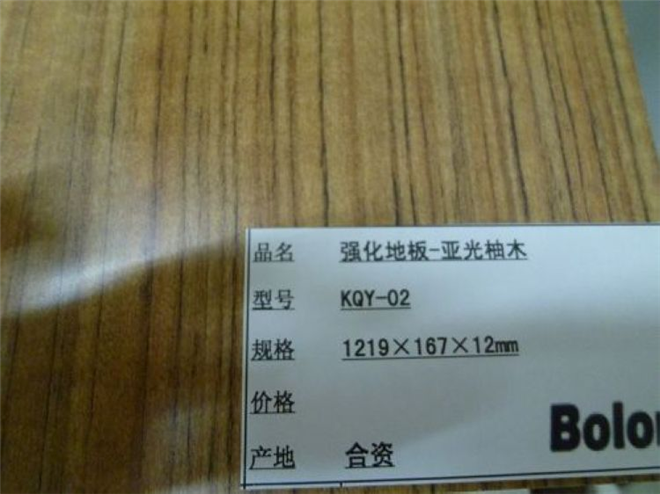 品名 强化地板-亚光柚木
型号 KQY-02
规格 1219×167×12mm
价格
产地 合资